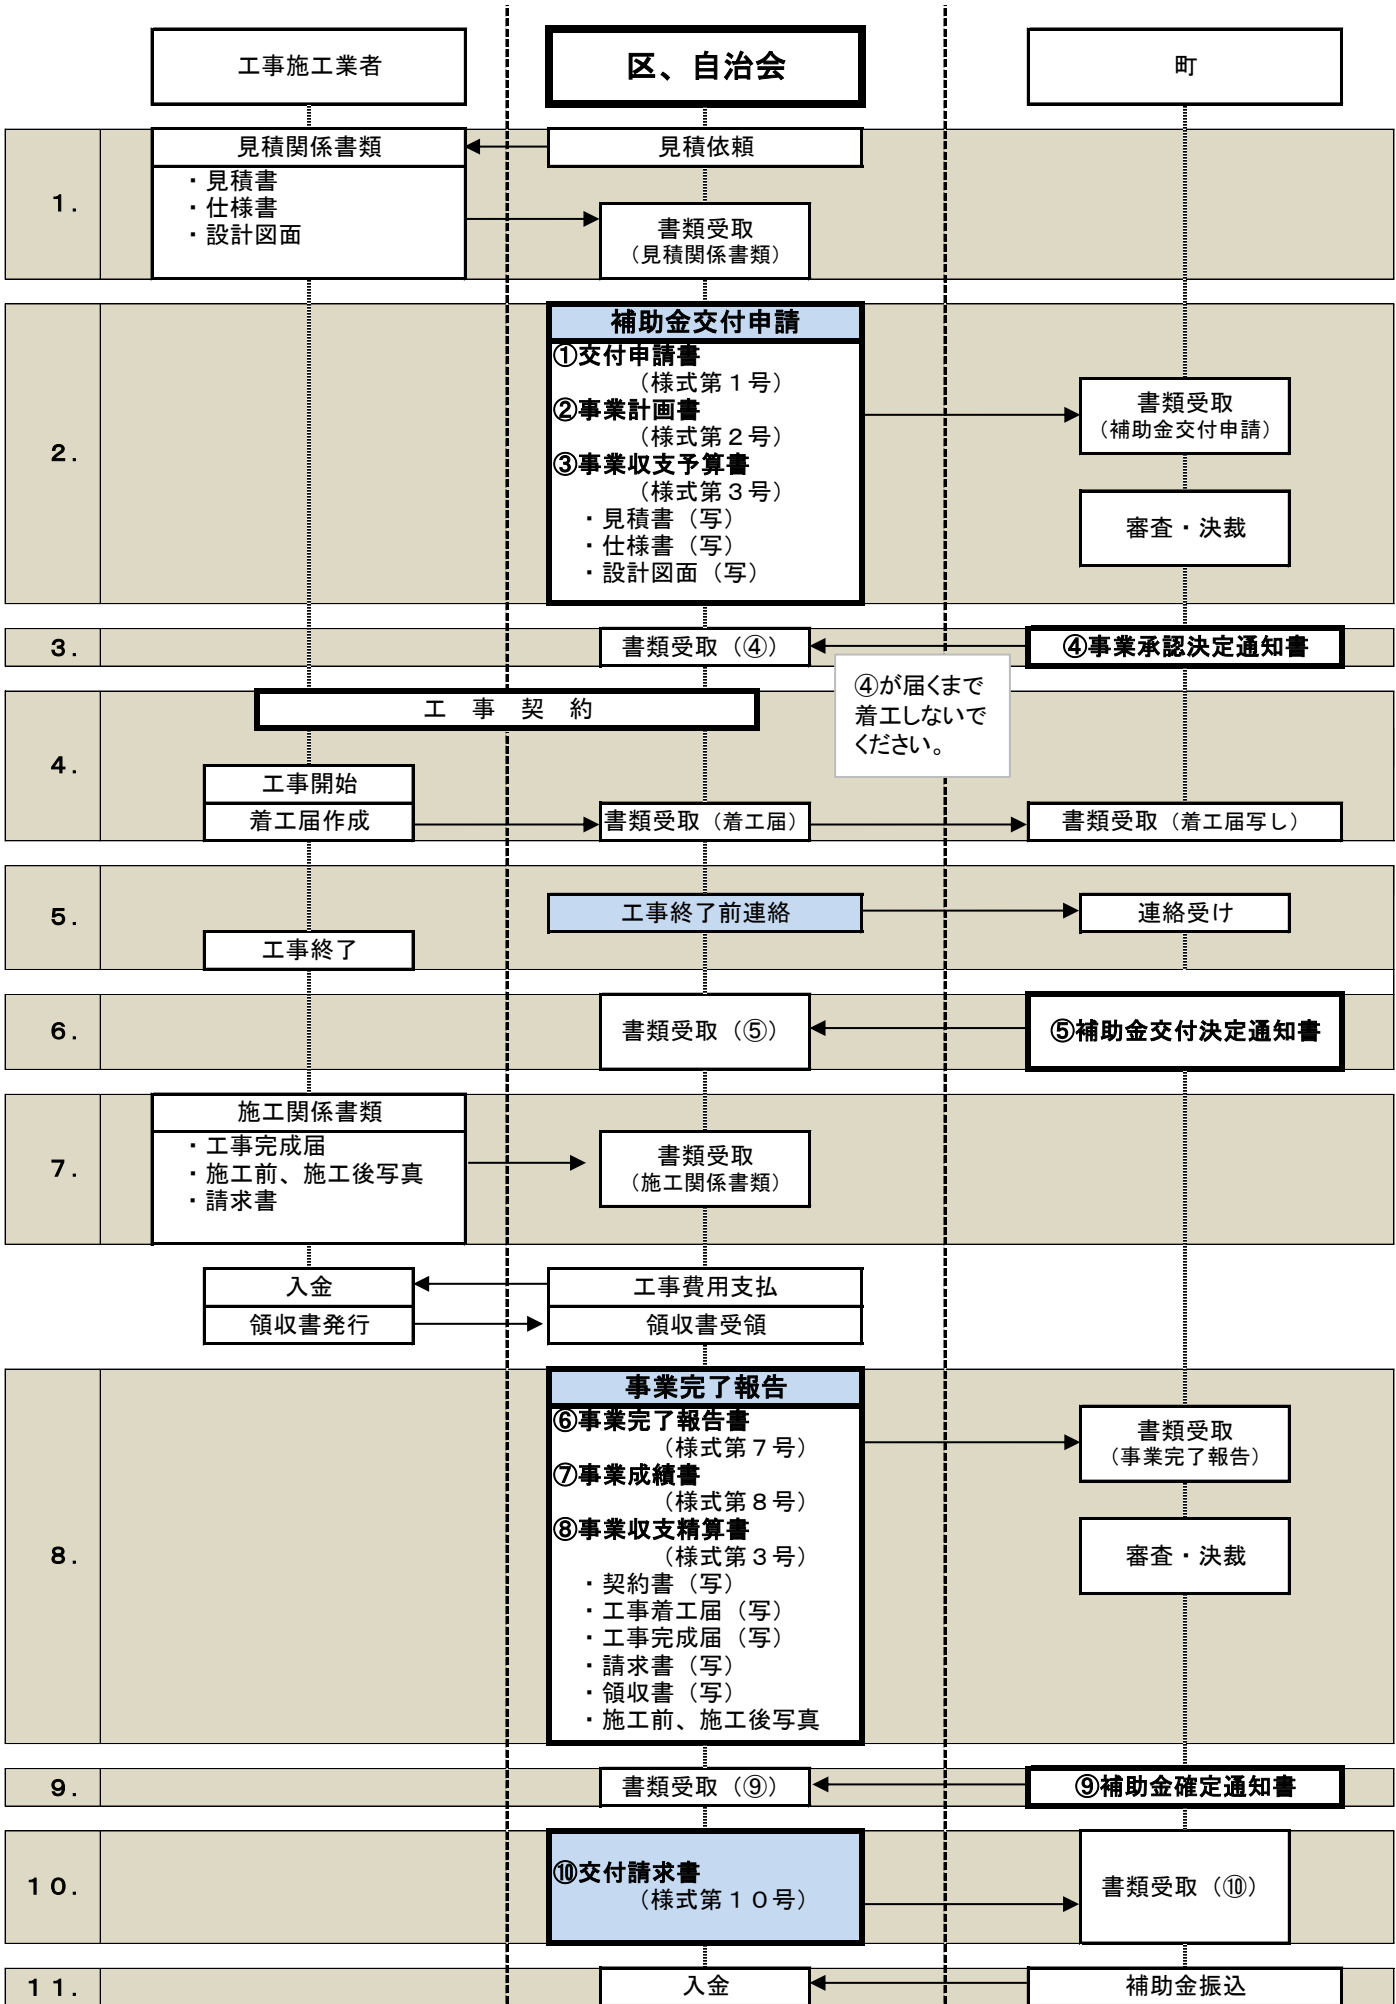 工事施工業者
区、自治会
町
1.
見積関係書類
見積依頼
・見積書
・仕様書
・設計図面
書類受取
（見積関係書類）
2.
補助金交付申請
①交付申請書
（様式第１号）
②事業計画書
（様式第２号）
③事業収支予算書
（様式第３号）
・見積書（写）
・仕様書（写）
・設計図面（写）
書類受取
（補助金交付申請）
審査・決裁
3.
書類受取（④）
④事業承認決定通知書
④が届くまで
着工しないで
ください。
4.
工　事　契　約
工事開始
着工届作成
書類受取（着工届）
書類受取（着工届写し）
5.
工事終了前連絡
連絡受け
工事終了
6.
書類受取（⑤）
⑤補助金交付決定通知書
7.
施工関係書類
・工事完成届
・施工前、施工後写真
・請求書
書類受取
（施工関係書類）
入金
工事費用支払
領収書発行
領収書受領
8.
事業完了報告
⑥事業完了報告書
（様式第７号）
⑦事業成績書
（様式第８号）
⑧事業収支精算書
（様式第３号）
・契約書（写）
・工事着工届（写）
・工事完成届（写）
・請求書（写）
・領収書（写）
・施工前、施工後写真
書類受取
（事業完了報告）
審査・決裁
9.
書類受取（⑨）
⑨補助金確定通知書
10.
⑩交付請求書
（様式第１０号）
書類受取（⑩）
11.
入金
補助金振込